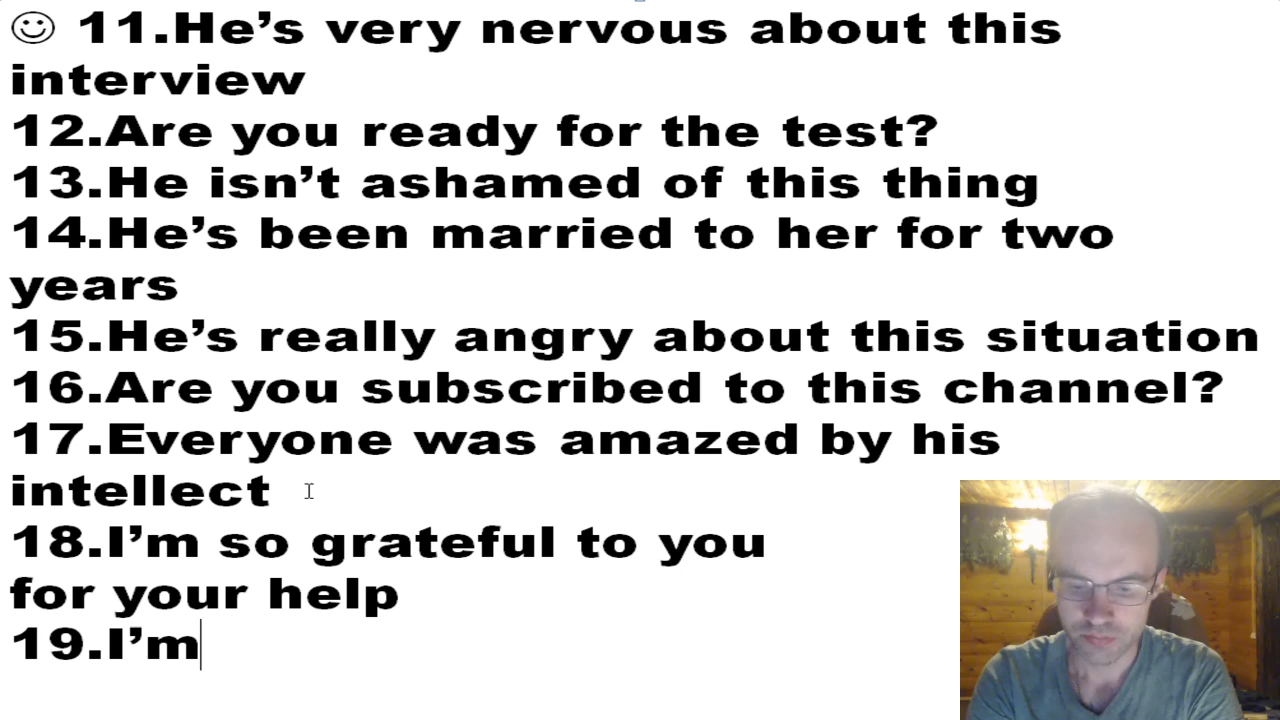 ☺ 11.He’s very nervous about this
interview
12.Are you ready for the test?
13.He isn’t ashamed of this thing
14.He’s been married to her for two
years
15.He’s really angry about this situation
16.Are you subscribed to this channel?
17.Everyone was amazed by his
intellect
18.I’m so grateful to you
for your help
19.I’m